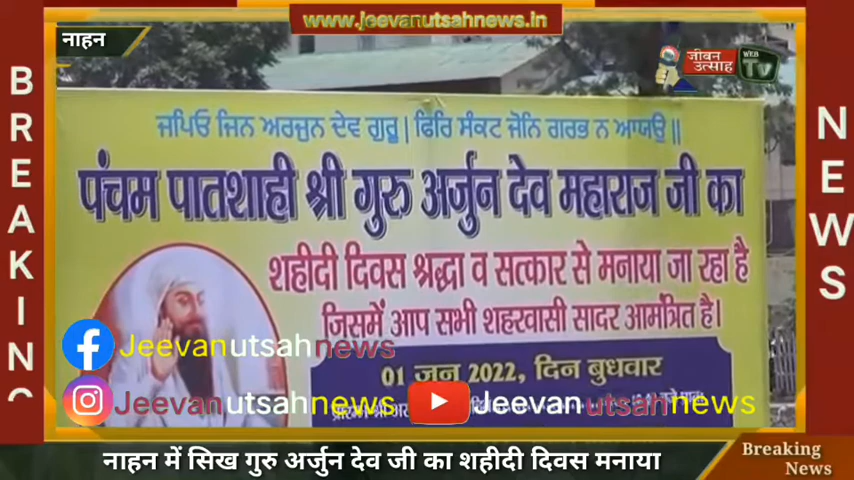 www.Jeevanutsahnews.in
नाहन
जीवन
उत्साह
WEB
TV
BREAKIN
NEWS
ਜਪਿਓ ਜਿਨ ਅਰਜੁਨ ਦੇਵ ਗੁਰੂ | ਫਿਰਿ ਸੰਕਟ ਜੋਨਿ ਗਰਭ ਨ ਆਯਉ ||
पंचम पातशाही श्री गुरु अर्जुन देव महाराज जी का
शहीदी दिवस श्रद्धा व सत्कार से मनाया जा रहा है
जिसमें आप सभी शहरवासी सादर आमंत्रित है।
01 जून 2022, दिन बुधवार
Jeevanutsahnews
Jeevanutsahnews
Jeevanutsahnews
नाहन में सिख गुरु अर्जुन देव जी का शहीदी दिवस मनाया
Breaking
News